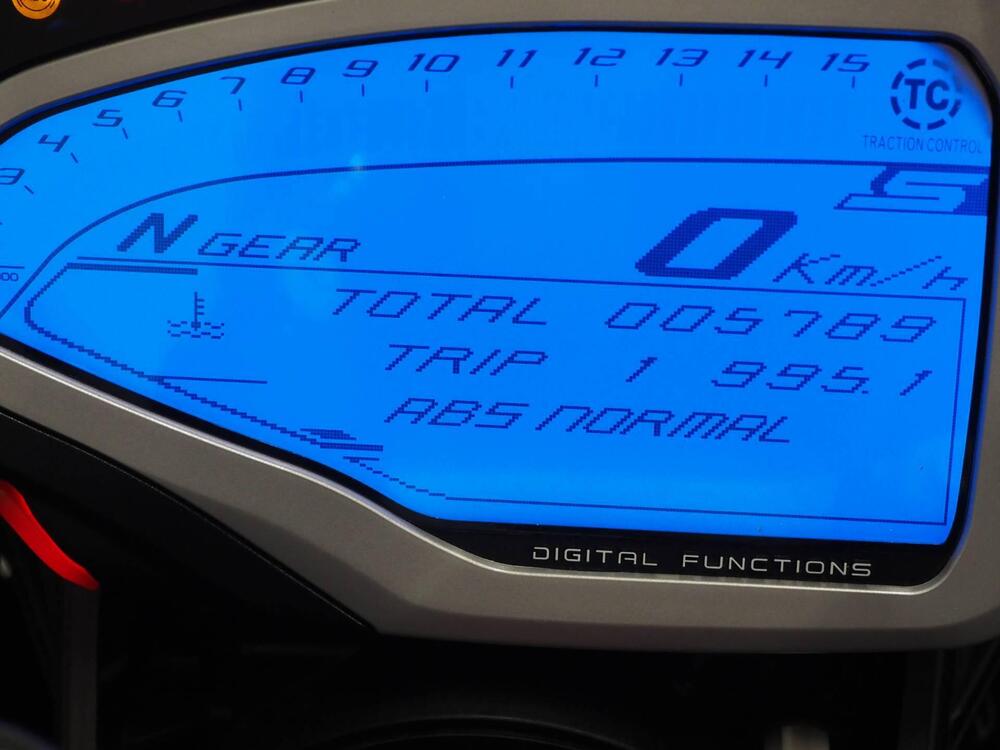 3 4 5 6 7 8 9 10 11 12 13 14 15
TC
TRACTION CONTROL
S
N GEAR 0 Km/h
TOTAL 005789
TRIP 1 995.1
ABS NORMAL
DIGITAL FUNCTIONS